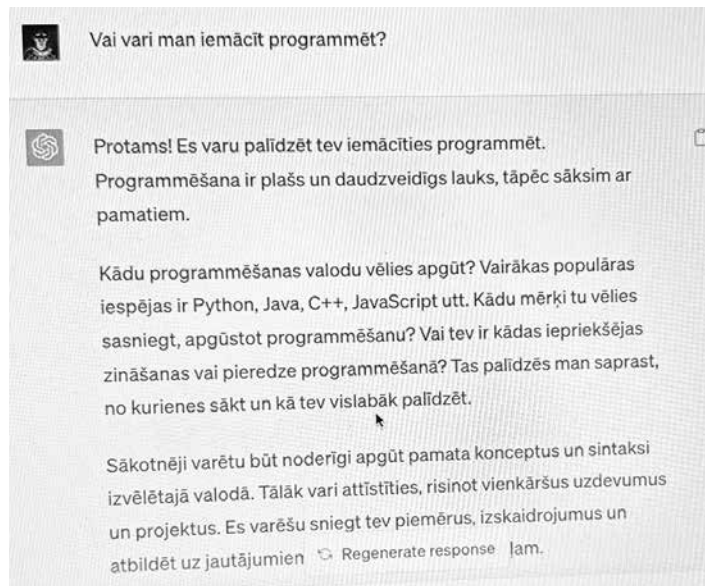 Vai vari man iemācīt programmēt?
Protams! Es varu palīdzēt tev iemācīties programmēt.
Programmēšana ir plašs un daudzveidīgs lauks, tāpēc sāksim ar
pamatiem.
Kādu programmēšanas valodu vēlies apgūt? Vairākas populāras
iespējas ir Python, Java, C++, JavaScript utt. Kādu mērķi tu vēlies
sasniegt, apgūstot programmēšanu? Vai tev ir kādas iepriekšējas
zināšanas vai pieredze programmēšanā? Tas palīdzēs man saprast,
no kurienes sākt un kā tev vislabāk palīdzēt.
Sākotnēji varētu būt noderīgi apgūt pamata konceptus un sintaksi
izvēlētajā valodā. Tālāk vari attīstīties, risinot vienkāršus uzdevumus
un projektus. Es varēšu sniegt tev piemērus, izskaidrojumus un
atbildēt uz jautājumien Regenerate response